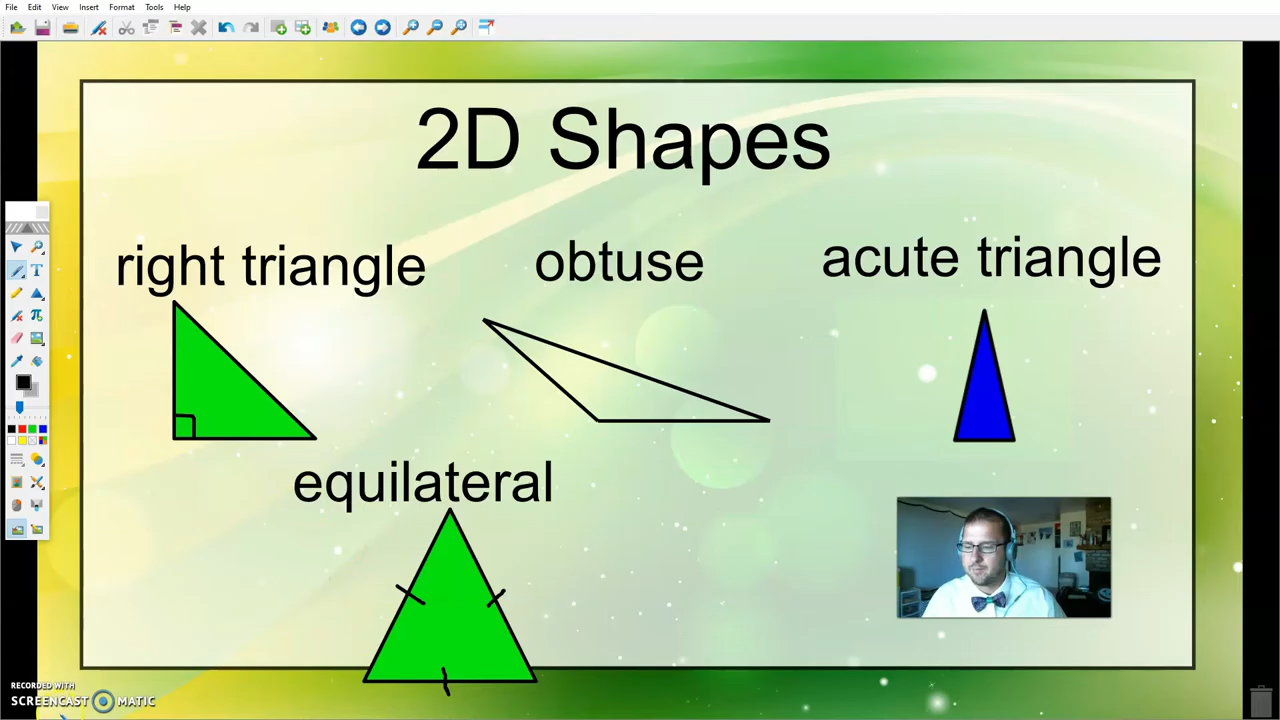 File Edit View Insert Format Tools Help
2D Shapes
right triangle
obtuse
acute triangle
equilateral
RECORDED WITH
SCREENCAST MATIC